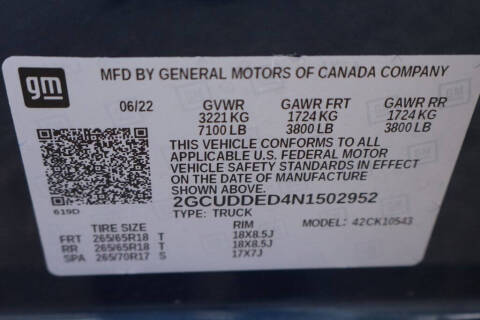 gm
MFD BY GENERAL MOTORS OF CANADA COMPANY
06/22 GVWR GAWR FRT GAWR RR
3221 KG 1724 KG 1724 KG
7100 LB 3800 LB 3800 LB
THIS VEHICLE CONFORMS TO ALL
APPLICABLE U.S. FEDERAL MOTOR
VEHICLE SAFETY STANDARDS IN EFFECT
ON THE DATE OF MANUFACTURE
SHOWN ABOVE.
619D 2GCUDDED4N1502952
TYPE: TRUCK MODEL: 42CK10543
TIRE SIZE RIM
FRT 265/65R18 T 18X8.5J
RR 265/65R18 T 18X8.5J
SPA 265/70R17 S 17X7J